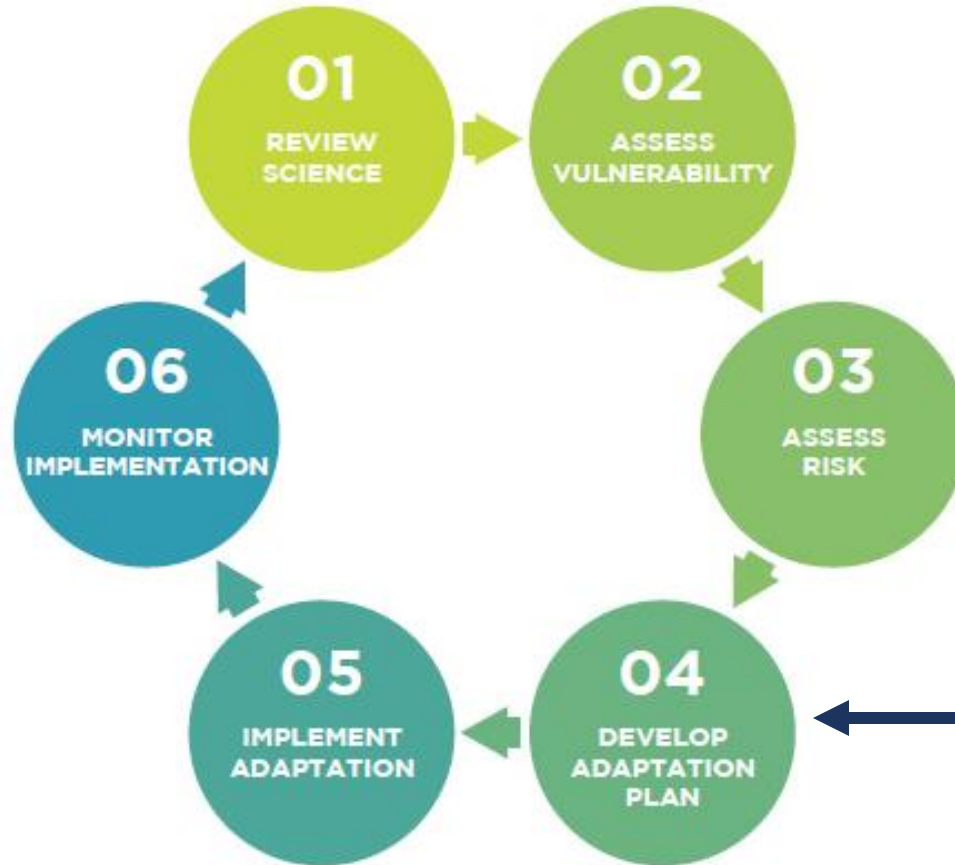 01
REVIEW
SCIENCE
02
ASSESS
VULNERABILITY
03
ASSESS
RISK
04
DEVELOP
ADAPTATION
PLAN
05
IMPLEMENT
ADAPTATION
06
MONITOR
IMPLEMENTATION